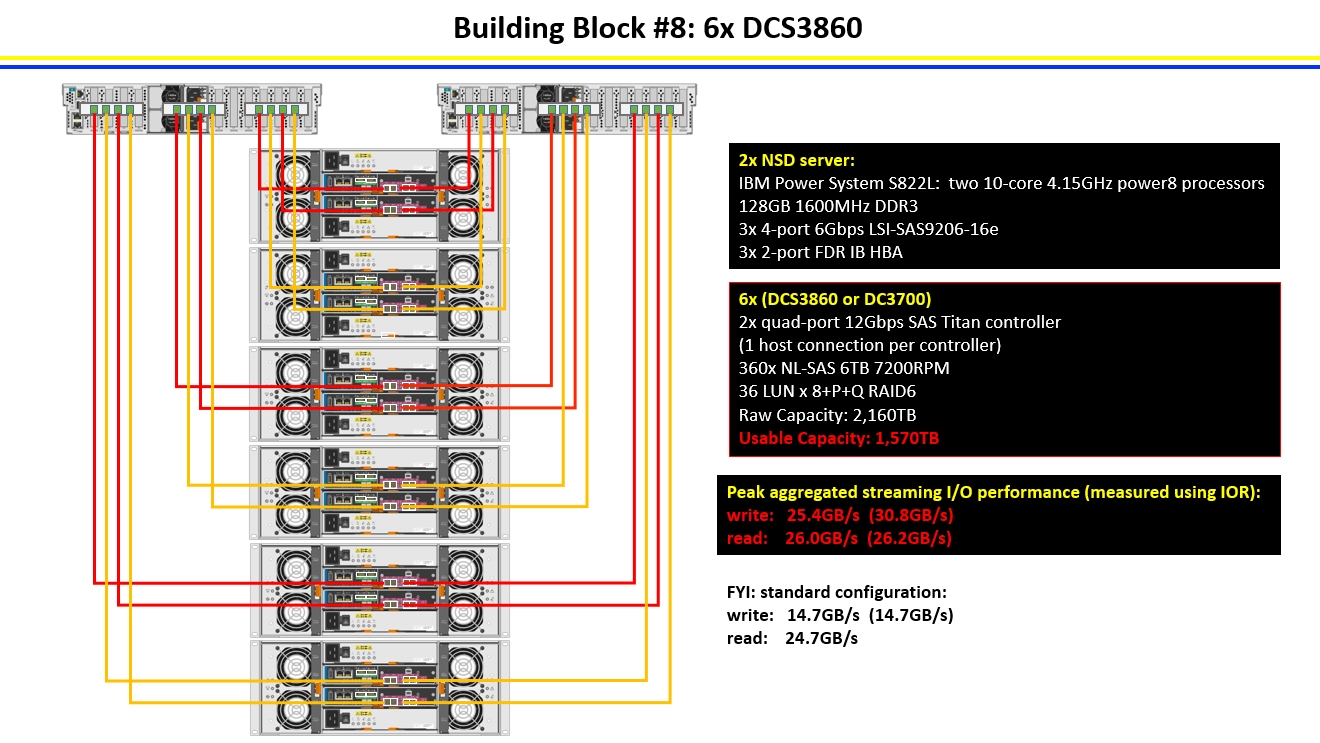 Building Block #8: 6x DCS3860
2x NSD server:
IBM Power System S822L: two 10-core 4.15GHz power8 processors
128GB 1600MHz DDR3
3x 4-port 6Gbps LSI-SAS9206-16e
3x 2-port FDR IB HBA
6x (DCS3860 or DC3700)
2x quad-port 12Gbps SAS Titan controller
(1 host connection per controller)
360x NL-SAS 6TB 7200RPM
36 LUN x 8+P+Q RAID6
Raw Capacity: 2,160TB
Usable Capacity: 1,570TB
Peak aggregated streaming I/O performance (measured using IOR):
write: 25.4GB/s (30.8GB/s)
read: 26.0GB/s (26.2GB/s)
FYI: standard configuration:
write: 14.7GB/s (14.7GB/s)
read: 24.7GB/s